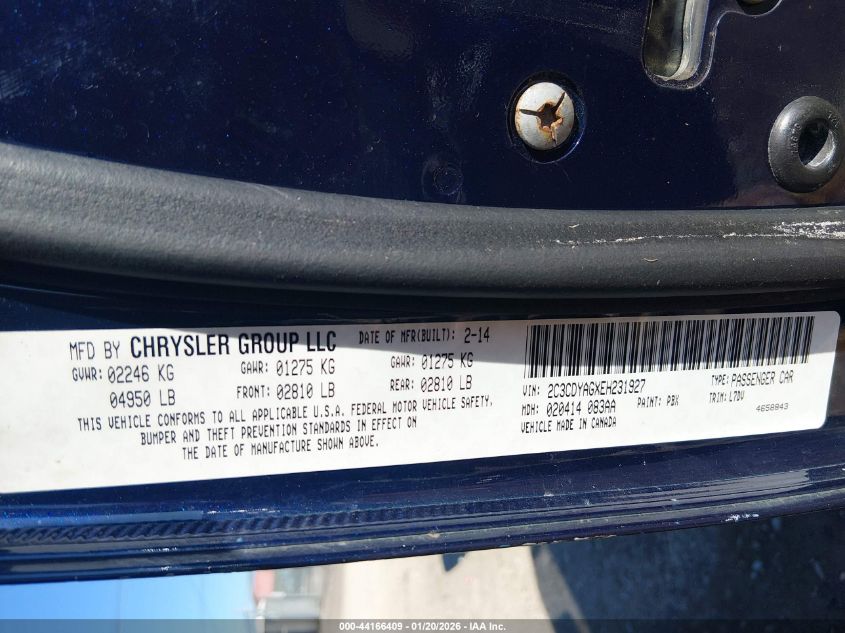 MFD BY CHRYSLER GROUP LLC DATE OF MFR(BUILT): 2-14
GVWR: 02246 KG GAWR: 01275 KG GAWR: 01275 KG
04950 LB FRONT: 02810 LB REAR: 02810 LB
THIS VEHICLE CONFORMS TO ALL APPLICABLE U.S.A. FEDERAL MOTOR VEHICLE SAFETY,
BUMPER AND THEFT PREVENTION STANDARDS IN EFFECT ON
THE DATE OF MANUFACTURE SHOWN ABOVE.
VIN: 2C3CDYAGXEH231927 TYPE: PASSENGER CAR
MDH: 020414 083AA PAINT: PBX TRIM: L7DV
VEHICLE MADE IN CANADA 4658843
000-44166409 - 01/20/2026 - IAA Inc.